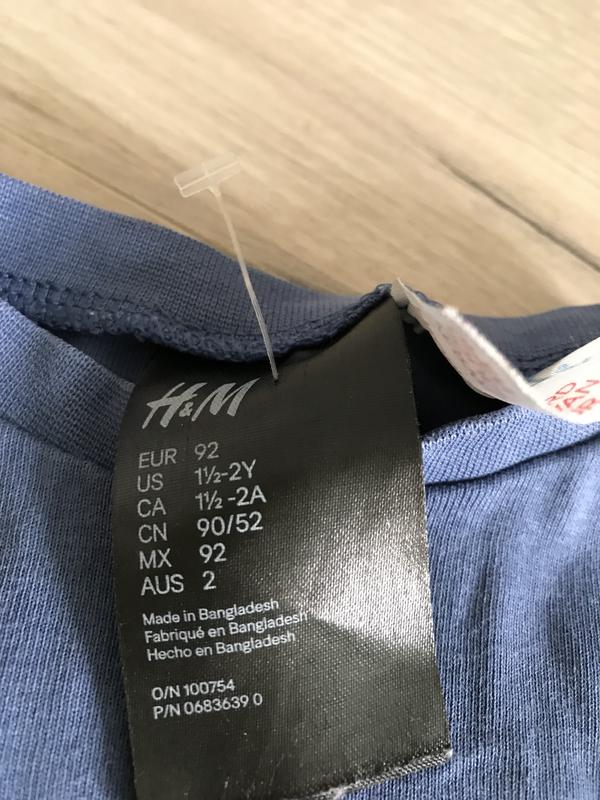 H&M
EUR 92
US 1½-2Y
CA 1½-2A
CN 90/52
MX 92
AUS 2
Made in Bangladesh
Fabriqué en Bangladesh
Hecho en Bangladesh
O/N 100754
P/N 0683639 0